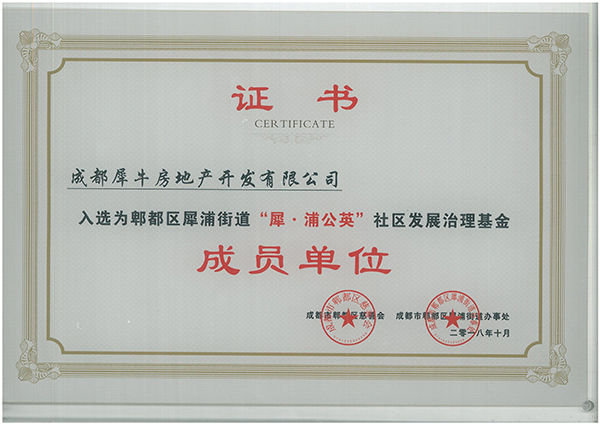 证书
CERTIFICATE
成都犀牛房地产开发有限公司
入选为郫都区犀浦街道“犀·浦公英”社区发展治理基金
成员单位
成都市郫都区慈善会 成都市郫都区犀浦街道办事处
二〇一八年十月